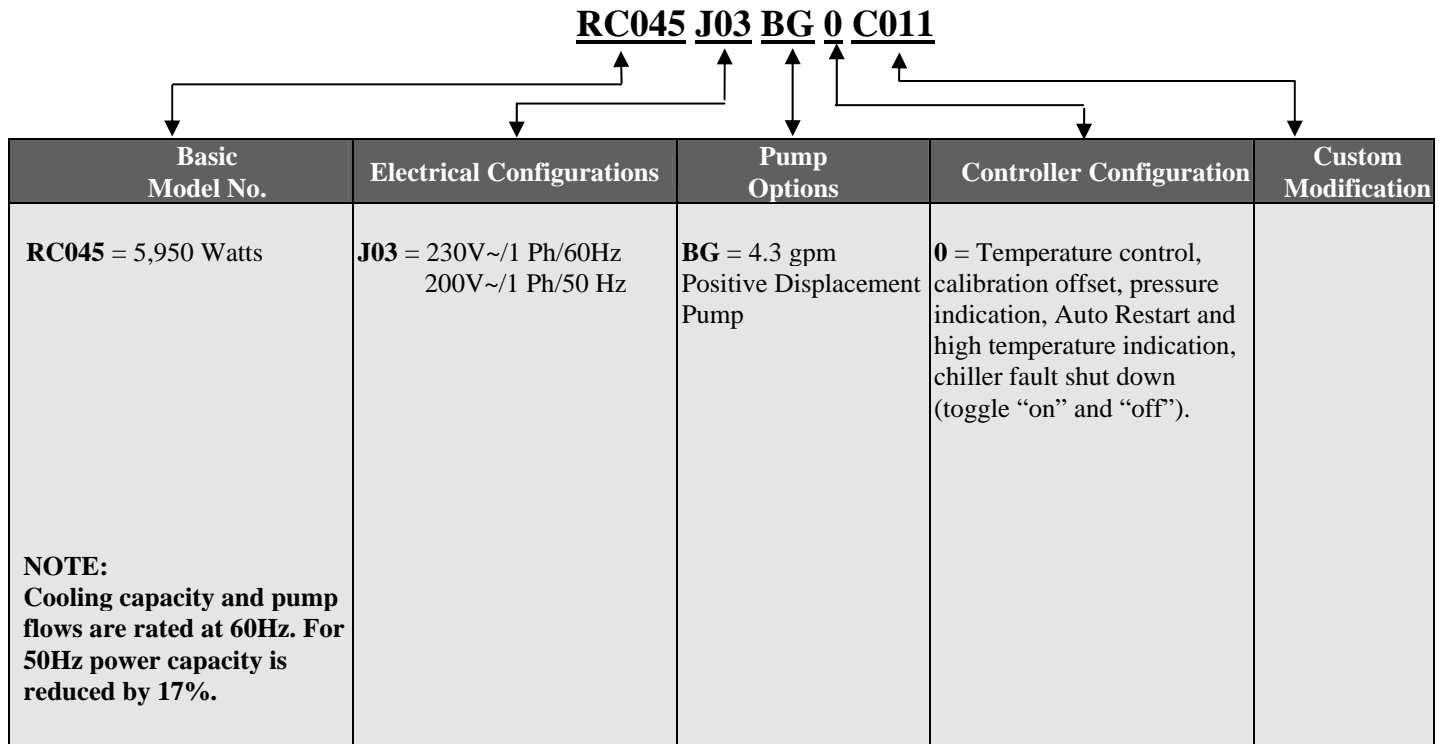 RC045 J03 BG 0 C011
Basic
Model No.
Electrical Configurations
Pump
Options
Controller Configuration
Custom
Modification
RC045 = 5,950 Watts
NOTE:
Cooling capacity and pump
flows are rated at 60Hz. For
50Hz power capacity is
reduced by 17%.
J03 = 230V~/1 Ph/60Hz
200V~/1 Ph/50 Hz
BG = 4.3 gpm
Positive Displacement
Pump
0 = Temperature control,
calibration offset, pressure
indication, Auto Restart and
high temperature indication,
chiller fault shut down
(toggle “on” and “off”).